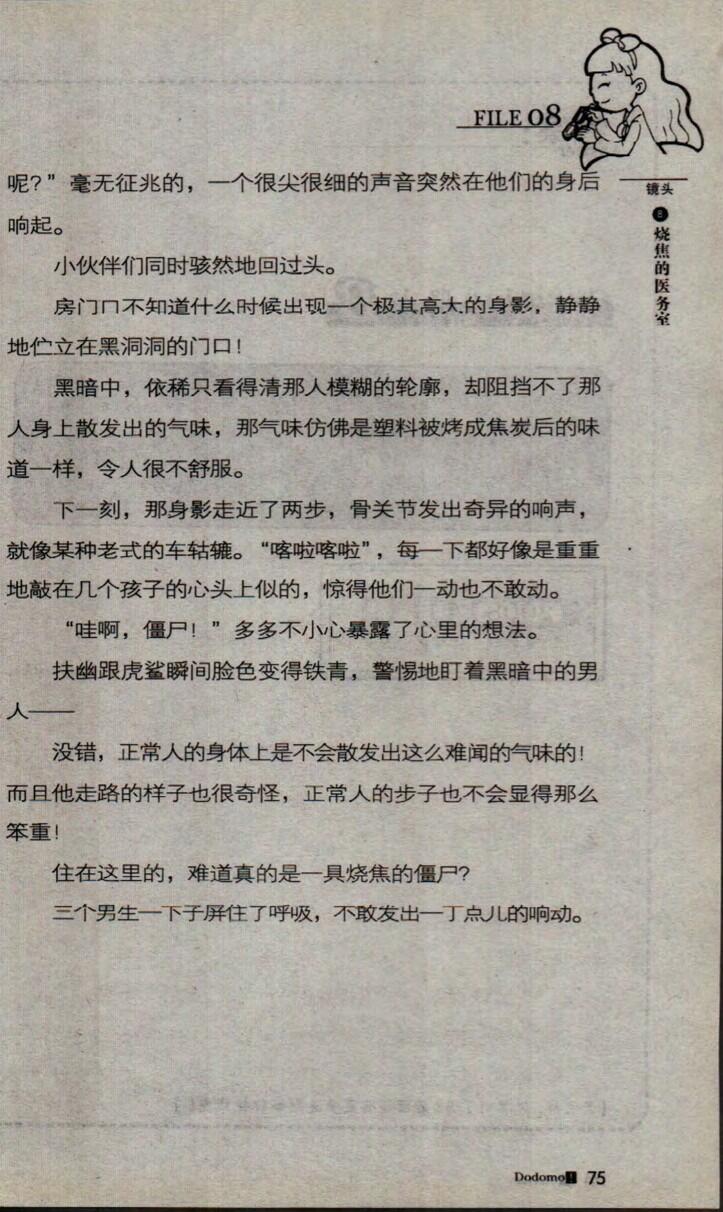 FILE 08
镜头
8
烧焦的医务室
呢？”毫无征兆的，一个很尖很细的声音突然在他们的身后
响起。
小伙伴们同时骇然地回过头。
房门口不知道什么时候出现一个极其高大的身影，静静
地伫立在黑洞洞的门口！
黑暗中，依稀只看得清那人模糊的轮廓，却阻挡不了那
人身上散发出的气味，那气味仿佛是塑料被烤成焦炭后的味
道一样，令人很不舒服。
下一刻，那身影走近了两步，骨关节发出奇异的响声，
就像某种老式的车轱辘。“喀啦喀啦”，每一下都好像是重重
地敲在几个孩子的心头上似的，惊得他们一动也不敢动。
“哇啊，僵尸！”多多不小心暴露了心里的想法。
扶幽跟虎鲨瞬间脸色变得铁青，警惕地盯着黑暗中的男
人——
没错，正常人的身体上是不会散发出这么难闻的气味的！
而且他走路的样子也很奇怪，正常人的步子也不会显得那么
笨重！
住在这里的，难道真的是一具烧焦的僵尸？
三个男生一下子屏住了呼吸，不敢发出一丁点儿的响动。
Dodomo! 75